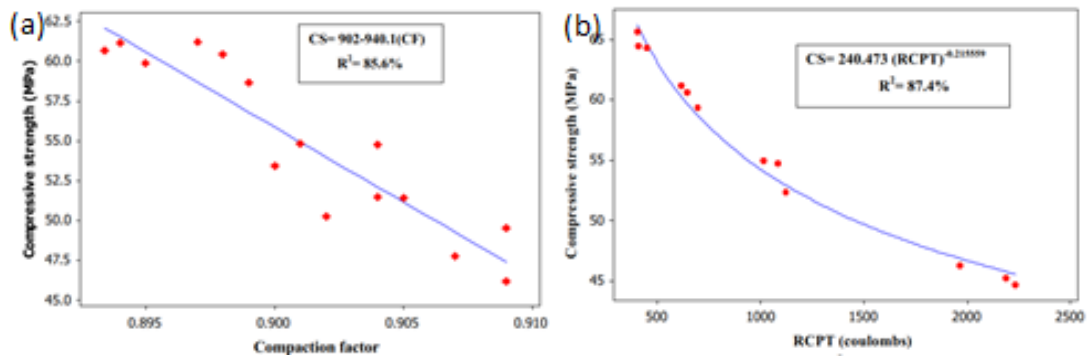 (a)
62.5
60.0
57.5
55.0
52.5
50.0
47.5
45.0
Compressive strength (MPa)
CS= 902-940.1(CF)
R²= 85.6%
0.895
0.900
0.905
0.910
Compaction factor
(b)
65
60
55
50
45
Compressive strength (MPa)
CS= 240.473 (RCPT)⁻⁰·²¹⁵⁵⁵⁹
R²= 87.4%
500
1000
1500
2000
2500
RCPT (coulombs)